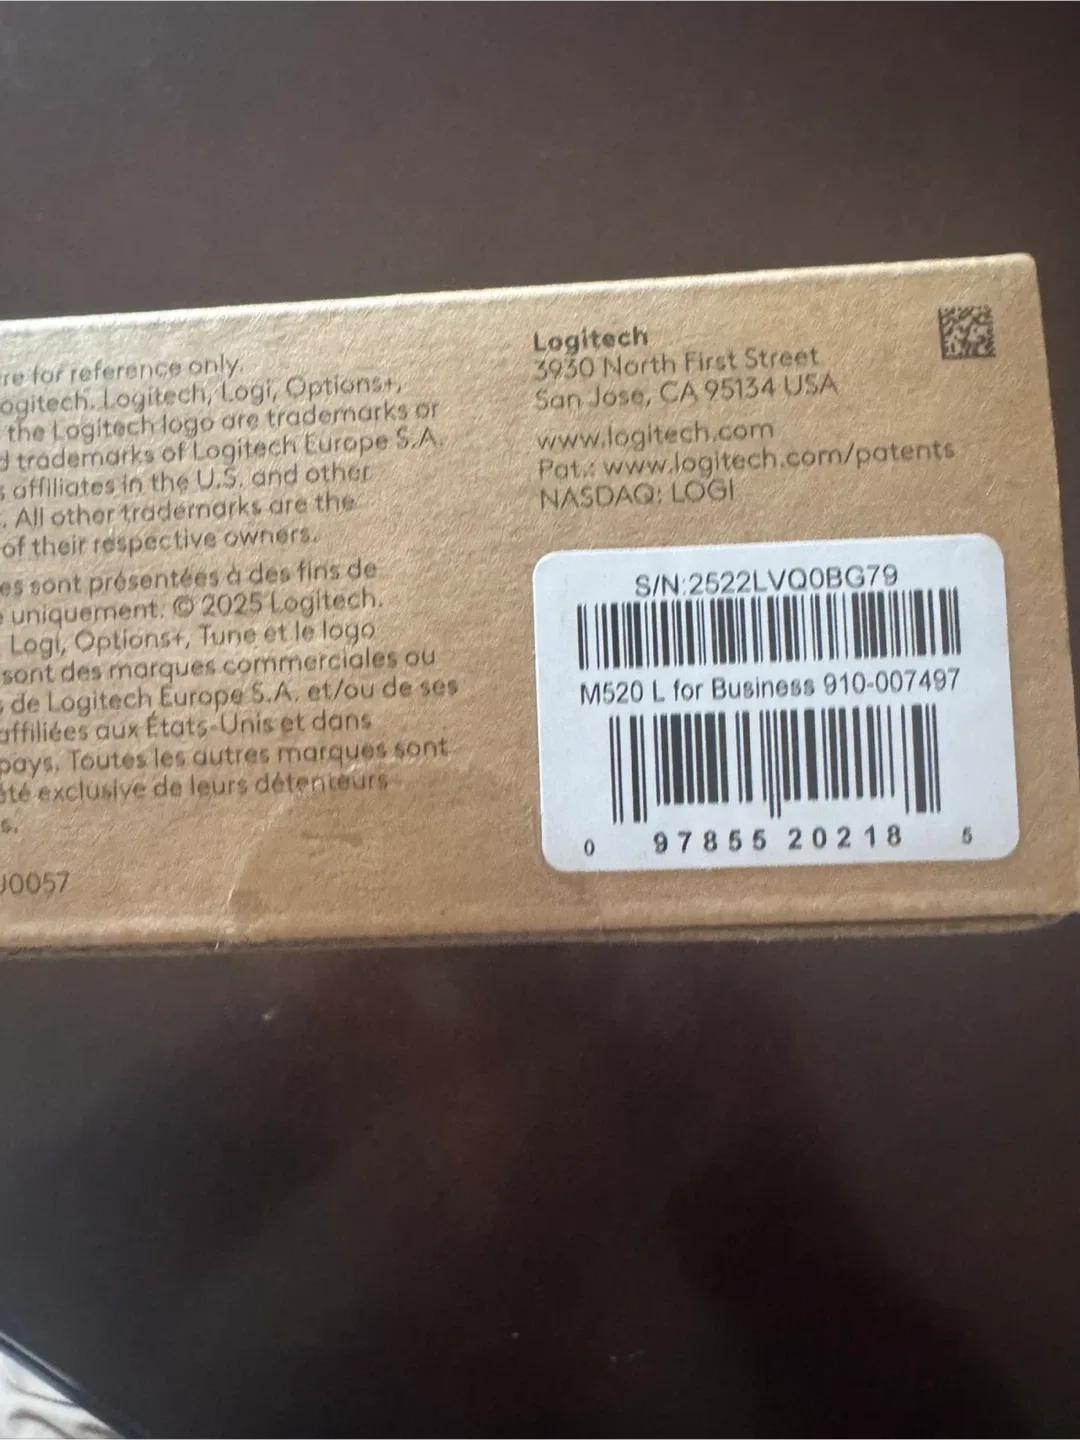 re for reference only.
ogitech. Logitech, Logi, Options+,
the Logitech logo are trademarks or
d trademarks of Logitech Europe S.A.
s affiliates in the U.S. and other
. All other trademarks are the
of their respective owners.
es sont présentées à des fins de
e uniquement. © 2025 Logitech.
Logi, Options+, Tune et le logo
sont des marques commerciales ou
s de Logitech Europe S.A. et/ou de ses
affiliées aux États-Unis et dans
pays. Toutes les autres marques sont
été exclusive de leurs détenteurs
s.
J0057
Logitech
3930 North First Street
San Jose, CA 95134 USA
www.logitech.com
Pat.: www.logitech.com/patents
NASDAQ: LOGI
S/N:2522LVQ0BG79
M520 L for Business 910-007497
0 97855 20218 5